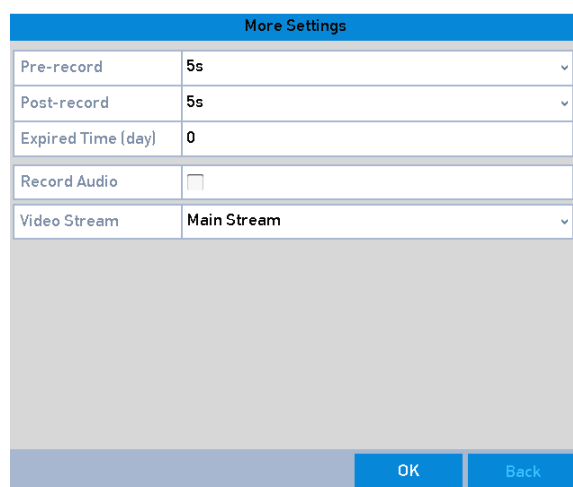 More Settings
Pre-record 5s
Post-record 5s
Expired Time (day) 0
Record Audio
Video Stream Main Stream
OK Back